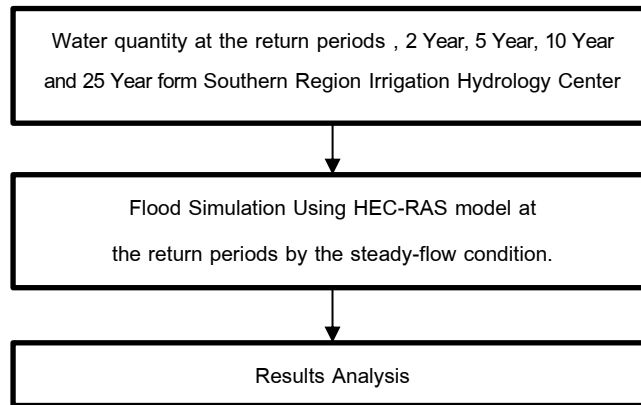 Water quantity at the return periods , 2 Year, 5 Year, 10 Year
and 25 Year form Southern Region Irrigation Hydrology Center
Flood Simulation Using HEC-RAS model at
the return periods by the steady-flow condition.
Results Analysis